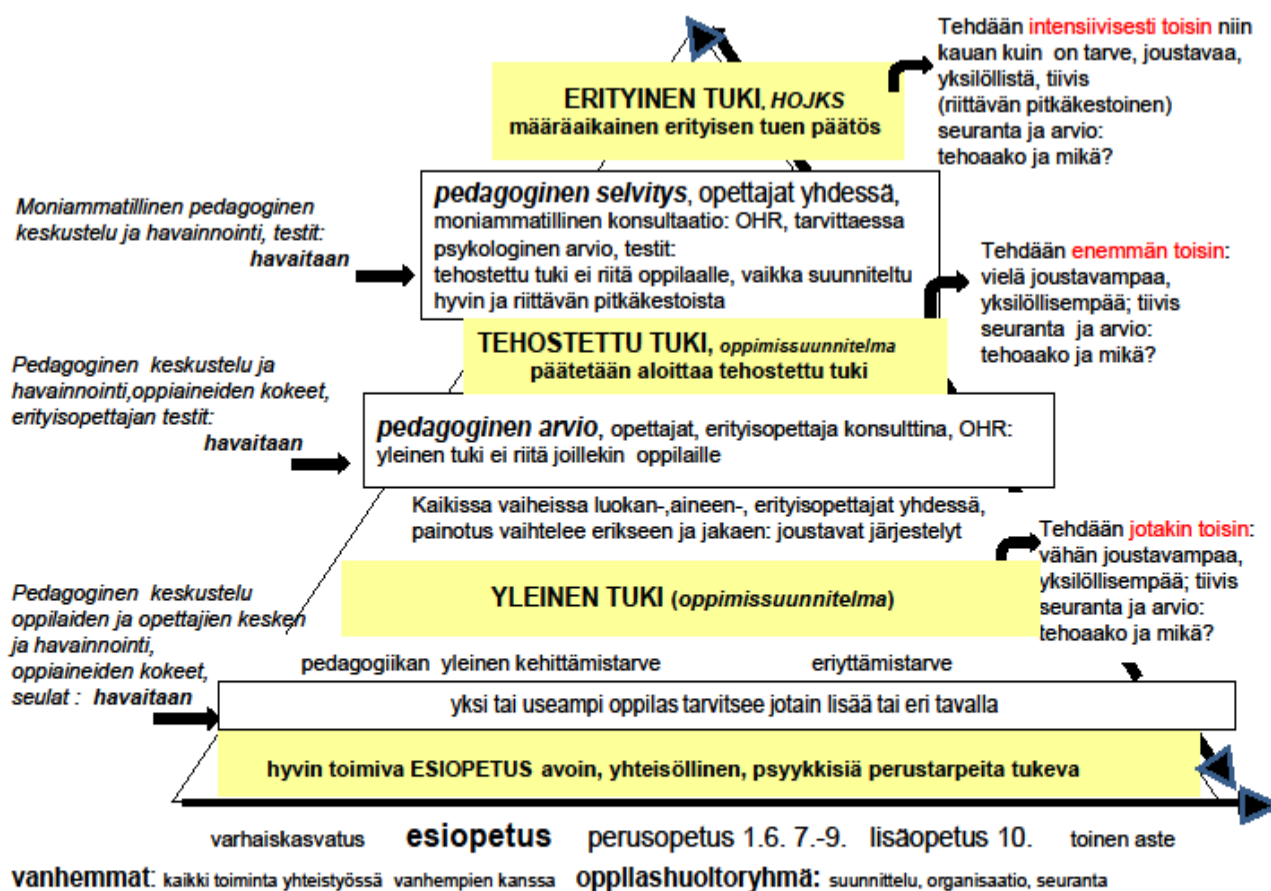 Tehdään intensiivisesti toisin niin
kauan kuin on tarve, joustavaa,
yksilöllistä, tiivis
(riittävän pitkäkestoinen)
seuranta ja arvio:
tehoaako ja mikä?
ERITYINEN TUKI, HOJKS
määräaikainen erityisen tuen päätös
Moniammatillinen pedagoginen
keskustelu ja havainnointi, testit:
havaitaan
pedagoginen selvitys, opettajat yhdessä,
moniammatillinen konsultaatio: OHR, tarvittaessa
psykologinen arvio, testit:
tehostettu tuki ei riitä oppilaalle, vaikka suunniteltu
hyvin ja riittävän pitkäkestoista
Tehdään enemmän toisin:
vielä joustavampaa,
yksilöllisempää; tiivis
seuranta ja arvio:
tehoaako ja mikä?
TEHOSTETTU TUKI, oppimissuunnitelma
päätetään aloittaa tehostettu tuki
Pedagoginen keskustelu ja
havainnointi,oppiaineiden kokeet,
erityisopettajan testit:
havaitaan
pedagoginen arvio, opettajat, erityisopettaja konsulttina, OHR:
yleinen tuki ei riitä joillekin oppilaille
Kaikissa vaiheissa luokan-,aineen-, erityisopettajat yhdessä,
painotus vaihtelee erikseen ja jakaen: joustavat järjestelyt
Tehdään jotakin toisin:
vähän joustavampaa,
yksilöllisempää; tiivis
seuranta ja arvio:
tehoaako ja mikä?
YLEINEN TUKI (oppimissuunnitelma)
Pedagoginen keskustelu
oppilaiden ja opettajien kesken
ja havainnointi,
oppiaineiden kokeet,
seulat : havaitaan
pedagogiikan yleinen kehittämistarve eriyttämistarve
yksi tai useampi oppilas tarvitsee jotain lisää tai eri tavalla
hyvin toimiva ESIOPETUS avoin, yhteisöllinen, psyykkisiä perustarpeita tukeva
varhaiskasvatus esiopetus perusopetus 1.6. 7.-9. lisäopetus 10. toinen aste
vanhemmat: kaikki toiminta yhteistyössä vanhempien kanssa oppilashuoltoryhmä: suunnittelu, organisaatio, seuranta